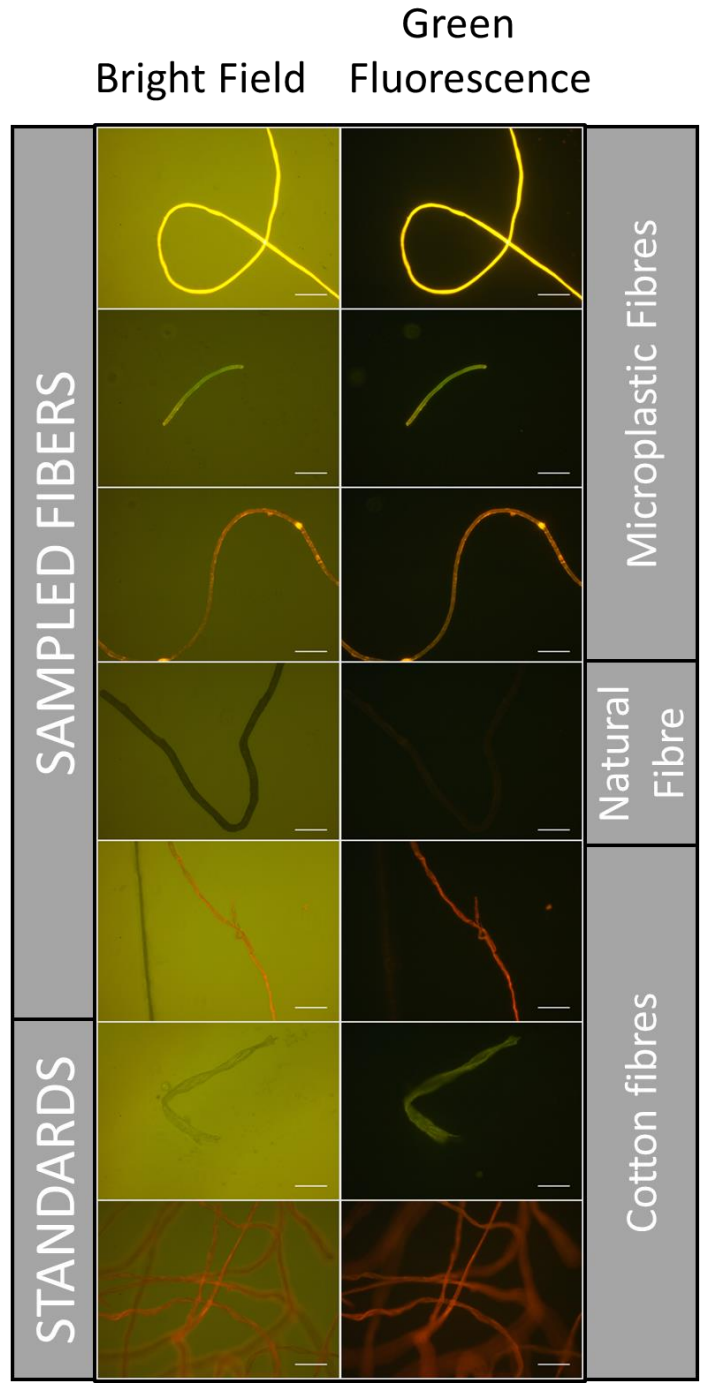 Bright Field
Green
Fluorescence
SAMPLED FIBERS
STANDARDS
Microplastic Fibres
Natural
Fibre
Cotton fibres